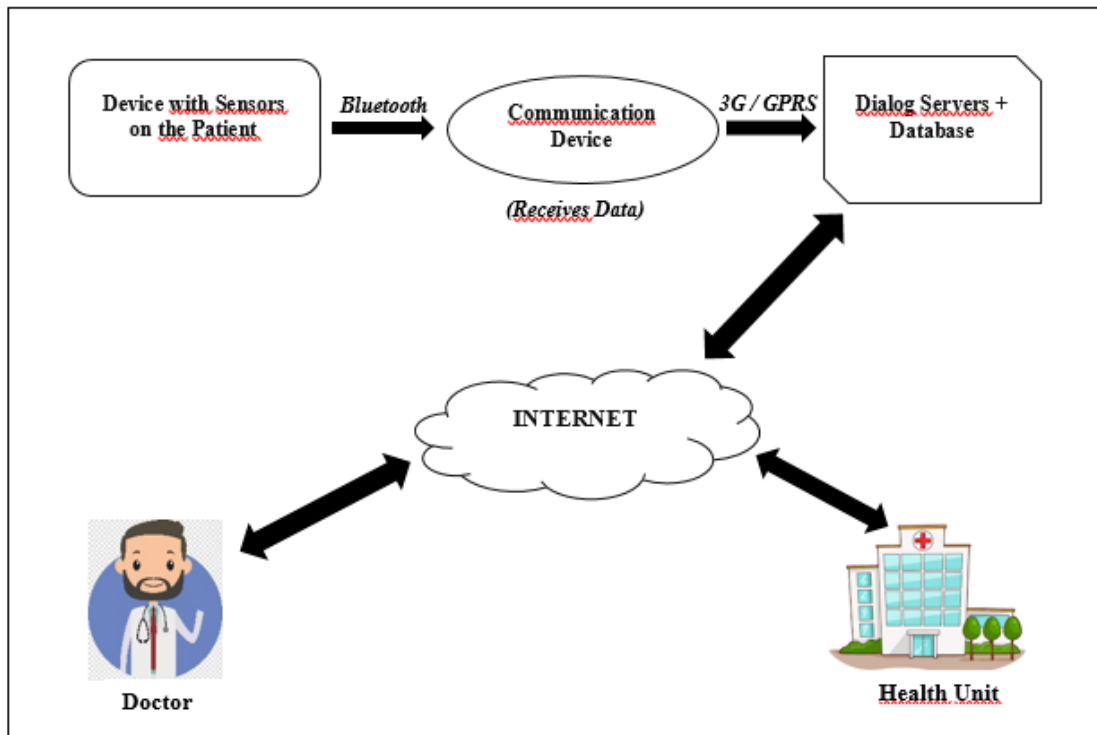 Device with Sensors
on the Patient
Bluetooth
Communication
Device
(Receives Data)
3G / GPRS
Dialog Servers +
Database
INTERNET
Doctor
Health Unit